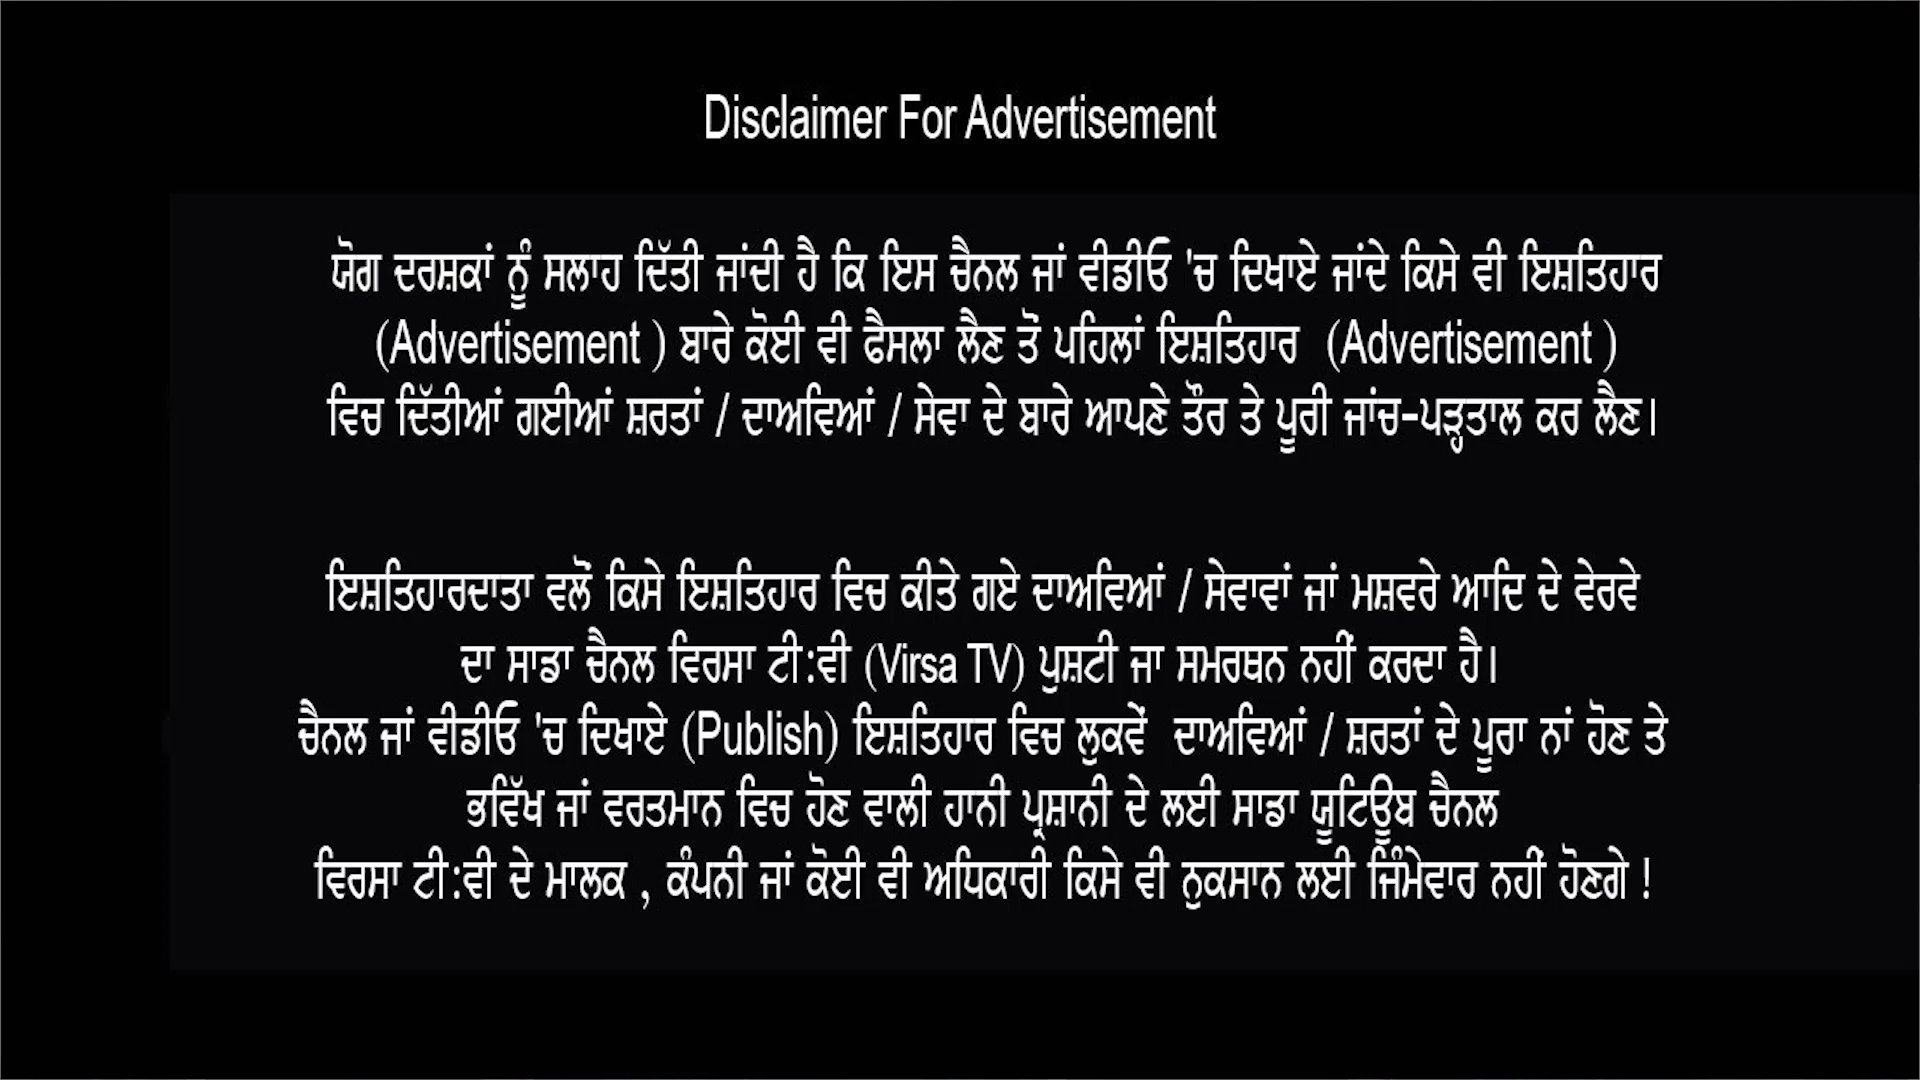 Disclaimer For Advertisement
ਯੋਗ ਦਰਸ਼ਕਾਂ ਨੂੰ ਸਲਾਹ ਦਿੱਤੀ ਜਾਂਦੀ ਹੈ ਕਿ ਇਸ ਚੈਨਲ ਜਾਂ ਵੀਡੀਓ 'ਚ ਦਿਖਾਏ ਜਾਂਦੇ ਕਿਸੇ ਵੀ ਇਸ਼ਤਿਹਾਰ
(Advertisement ) ਬਾਰੇ ਕੋਈ ਵੀ ਫੈਸਲਾ ਲੈਣ ਤੋਂ ਪਹਿਲਾਂ ਇਸ਼ਤਿਹਾਰ (Advertisement )
ਵਿਚ ਦਿੱਤੀਆਂ ਗਈਆਂ ਸ਼ਰਤਾਂ / ਦਾਅਵਿਆਂ / ਸੇਵਾ ਦੇ ਬਾਰੇ ਆਪਣੇ ਤੌਰ ਤੇ ਪੂਰੀ ਜਾਂਚ-ਪੜ੍ਹਤਾਲ ਕਰ ਲੈਣ।
ਇਸ਼ਤਿਹਾਰਦਾਤਾ ਵਲੋਂ ਕਿਸੇ ਇਸ਼ਤਿਹਾਰ ਵਿਚ ਕੀਤੇ ਗਏ ਦਾਅਵਿਆਂ / ਸੇਵਾਵਾਂ ਜਾਂ ਮਸ਼ਵਰੇ ਆਦਿ ਦੇ ਵੇਰਵੇ
ਦਾ ਸਾਡਾ ਚੈਨਲ ਵਿਰਸਾ ਟੀ:ਵੀ (Virsa TV) ਪੁਸ਼ਟੀ ਜਾ ਸਮਰਥਨ ਨਹੀਂ ਕਰਦਾ ਹੈ।
ਚੈਨਲ ਜਾਂ ਵੀਡੀਓ 'ਚ ਦਿਖਾਏ (Publish) ਇਸ਼ਤਿਹਾਰ ਵਿਚ ਲੁਕਵੇਂ ਦਾਅਵਿਆਂ / ਸ਼ਰਤਾਂ ਦੇ ਪੂਰਾ ਨਾਂ ਹੋਣ ਤੇ
ਭਵਿੱਖ ਜਾਂ ਵਰਤਮਾਨ ਵਿਚ ਹੋਣ ਵਾਲੀ ਹਾਨੀ ਪ੍ਰਸ਼ਾਨੀ ਦੇ ਲਈ ਸਾਡਾ ਯੂਟਿਊਬ ਚੈਨਲ
ਵਿਰਸਾ ਟੀ:ਵੀ ਦੇ ਮਾਲਕ , ਕੰਪਨੀ ਜਾਂ ਕੋਈ ਵੀ ਅਧਿਕਾਰੀ ਕਿਸੇ ਵੀ ਨੁਕਸਾਨ ਲਈ ਜਿੰਮੇਵਾਰ ਨਹੀਂ ਹੋਣਗੇ !